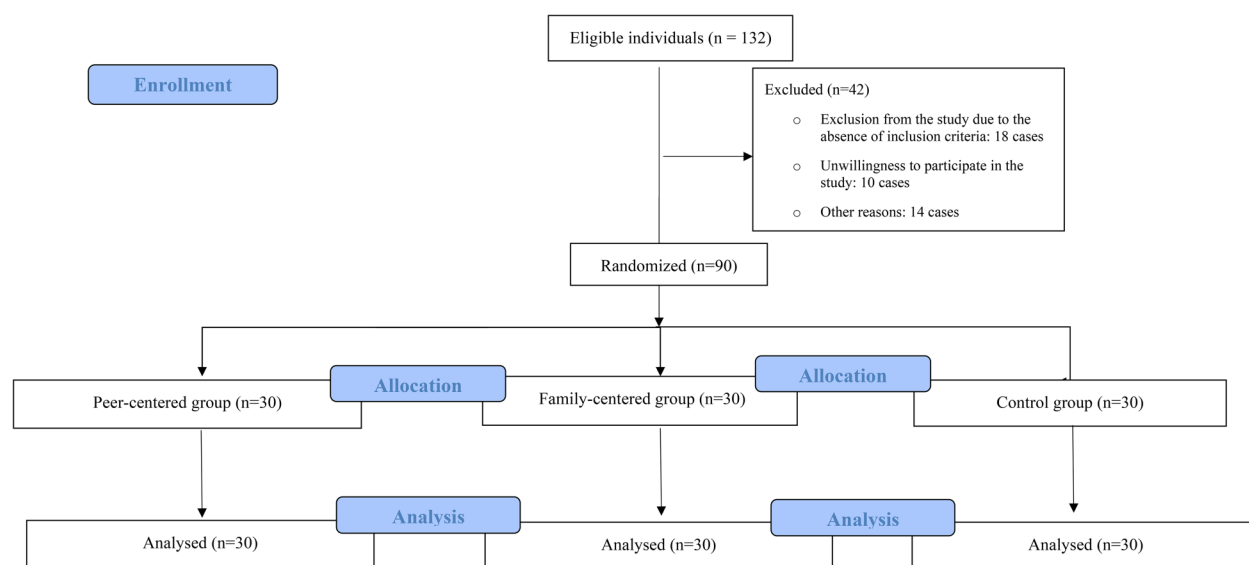 Eligible individuals (n = 132)
Enrollment
Excluded (n=42)
o Exclusion from the study due to the
absence of inclusion criteria: 18 cases
o Unwillingness to participate in the
study: 10 cases
o Other reasons: 14 cases
Randomized (n=90)
Allocation
Allocation
Peer-centered group (n=30)
Family-centered group (n=30)
Control group (n=30)
Analysis
Analysis
Analysed (n=30)
Analysed (n=30)
Analysed (n=30)